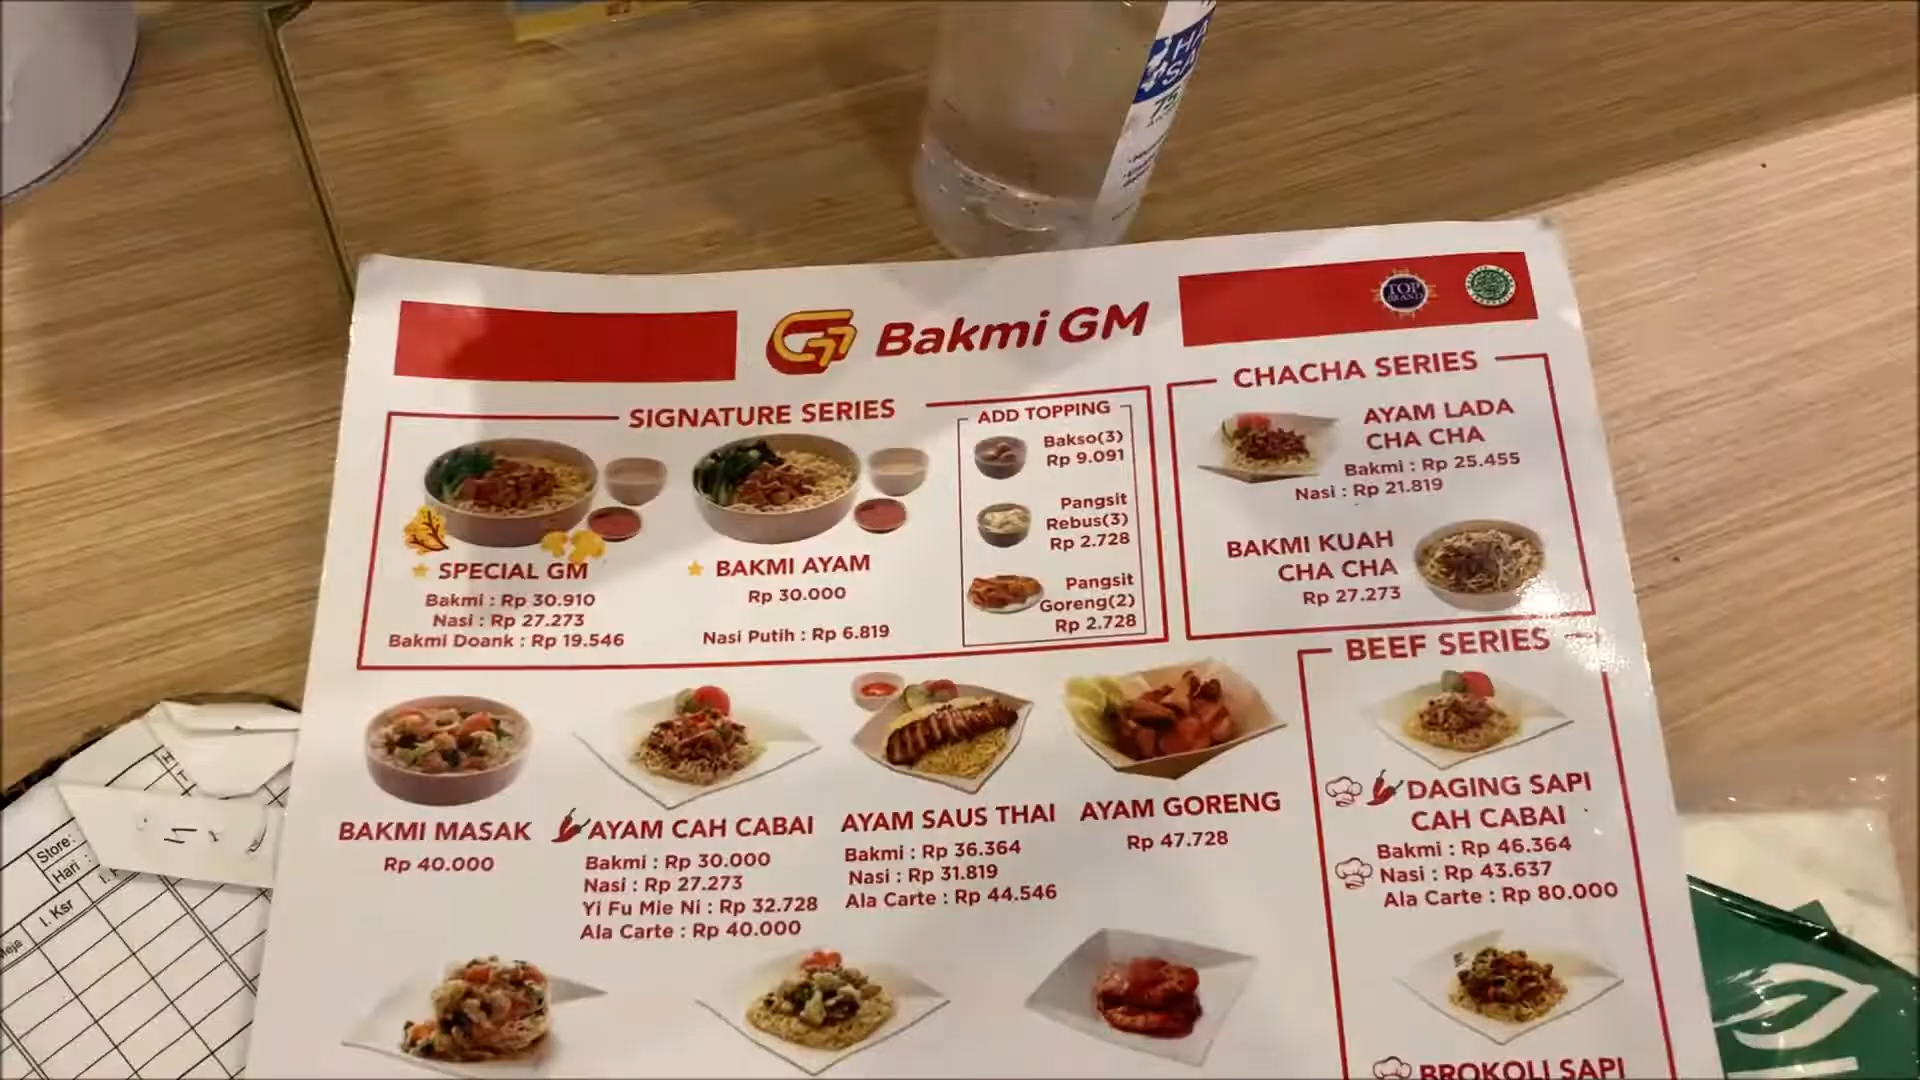 HA
SA
75
Bakmi GM
TOP
BRAND
SIGNATURE SERIES
SPECIAL GM
Bakmi : Rp 30.910
Nasi : Rp 27.273
Bakmi Doank : Rp 19.546
BAKMI AYAM
Rp 30.000
Nasi Putih : Rp 6.819
ADD TOPPING
Bakso(3)
Rp 9.091
Pangsit
Rebus(3)
Rp 2.728
Pangsit
Goreng(2)
Rp 2.728
CHACHA SERIES
AYAM LADA
CHA CHA
Bakmi : Rp 25.455
Nasi : Rp 21.819
BAKMI KUAH
CHA CHA
Rp 27.273
BAKMI MASAK
Rp 40.000
AYAM CAH CABAI
Bakmi : Rp 30.000
Nasi : Rp 27.273
Yi Fu Mie Ni : Rp 32.728
Ala Carte : Rp 40.000
AYAM SAUS THAI
Bakmi : Rp 36.364
Nasi : Rp 31.819
Ala Carte : Rp 44.546
AYAM GORENG
Rp 47.728
BEEF SERIES
DAGING SAPI
CAH CABAI
Bakmi : Rp 46.364
Nasi : Rp 43.637
Ala Carte : Rp 80.000
BROKOLI SAPI
Store:
Hari :
I. Ksr
Meja